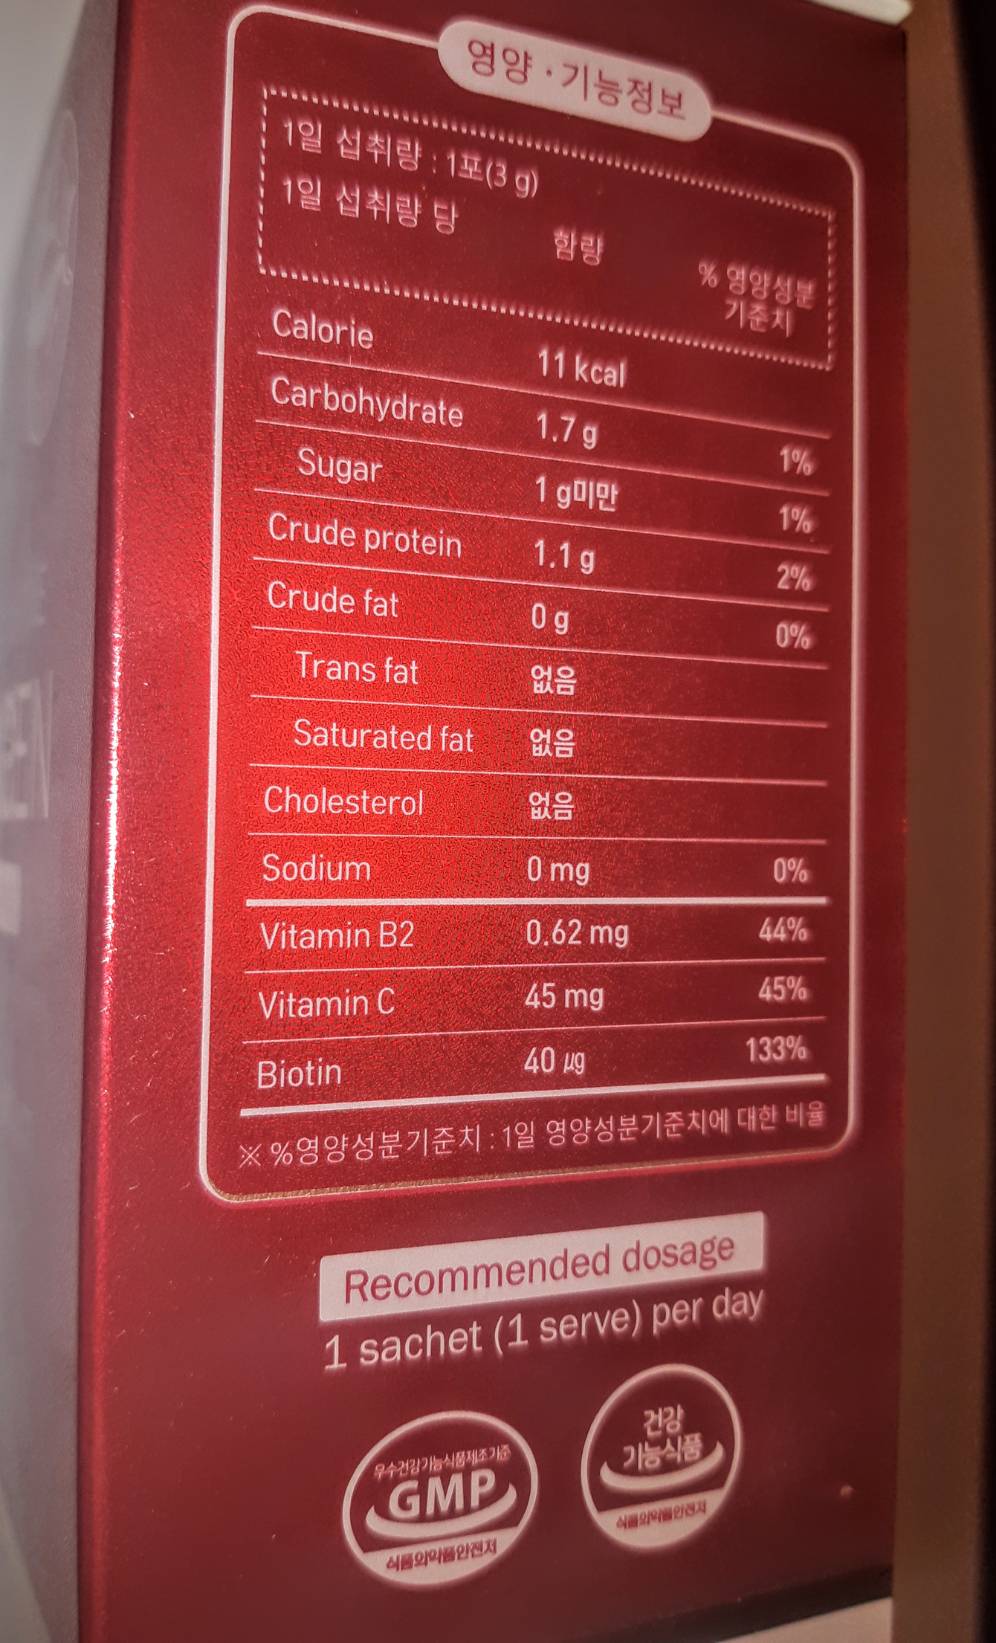 영양·기능정보
1일 섭취량 : 1포(3 g)
1일 섭취량 당 함량 % 영양성분
기준치
Calorie 11 kcal
Carbohydrate 1.7 g 1%
Sugar 1 g미만 1%
Crude protein 1.1 g 2%
Crude fat 0 g 0%
Trans fat 없음
Saturated fat 없음
Cholesterol 없음
Sodium 0 mg 0%
Vitamin B2 0.62 mg 44%
Vitamin C 45 mg 45%
Biotin 40 µg 133%
※ %영양성분기준치 : 1일 영양성분기준치에 대한 비율
Recommended dosage
1 sachet (1 serve) per day
우수건강기능식품제조기준
GMP
식품의약품안전처
건강
기능식품
식품의약품안전처